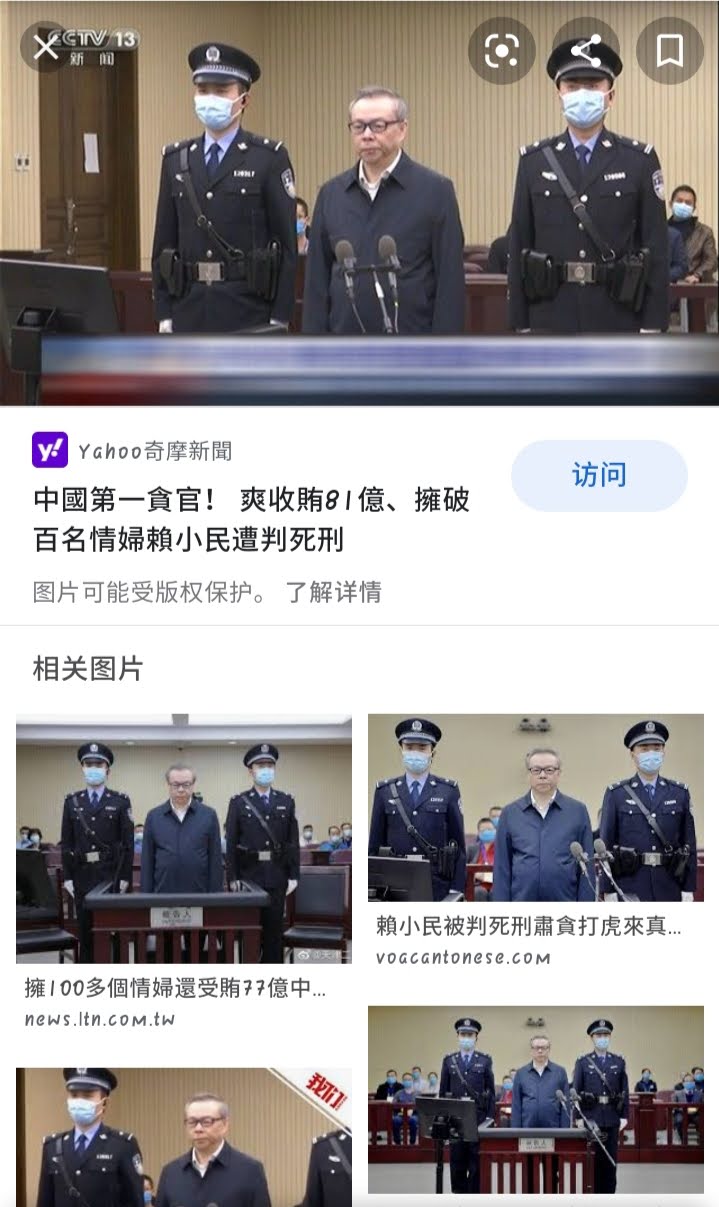 CCTV 13
新 闻
Yahoo奇摩新聞
访问
中國第一貪官! 爽收賄81億、擁破
百名情婦賴小民遭判死刑
图片可能受版权保护。 了解详情
相关图片
被告人
擁100多個情婦還受賄77億中...
news.ltn.com.tw
賴小民被判死刑肅貪打虎來真...
voacantonese.com
我们
被告人